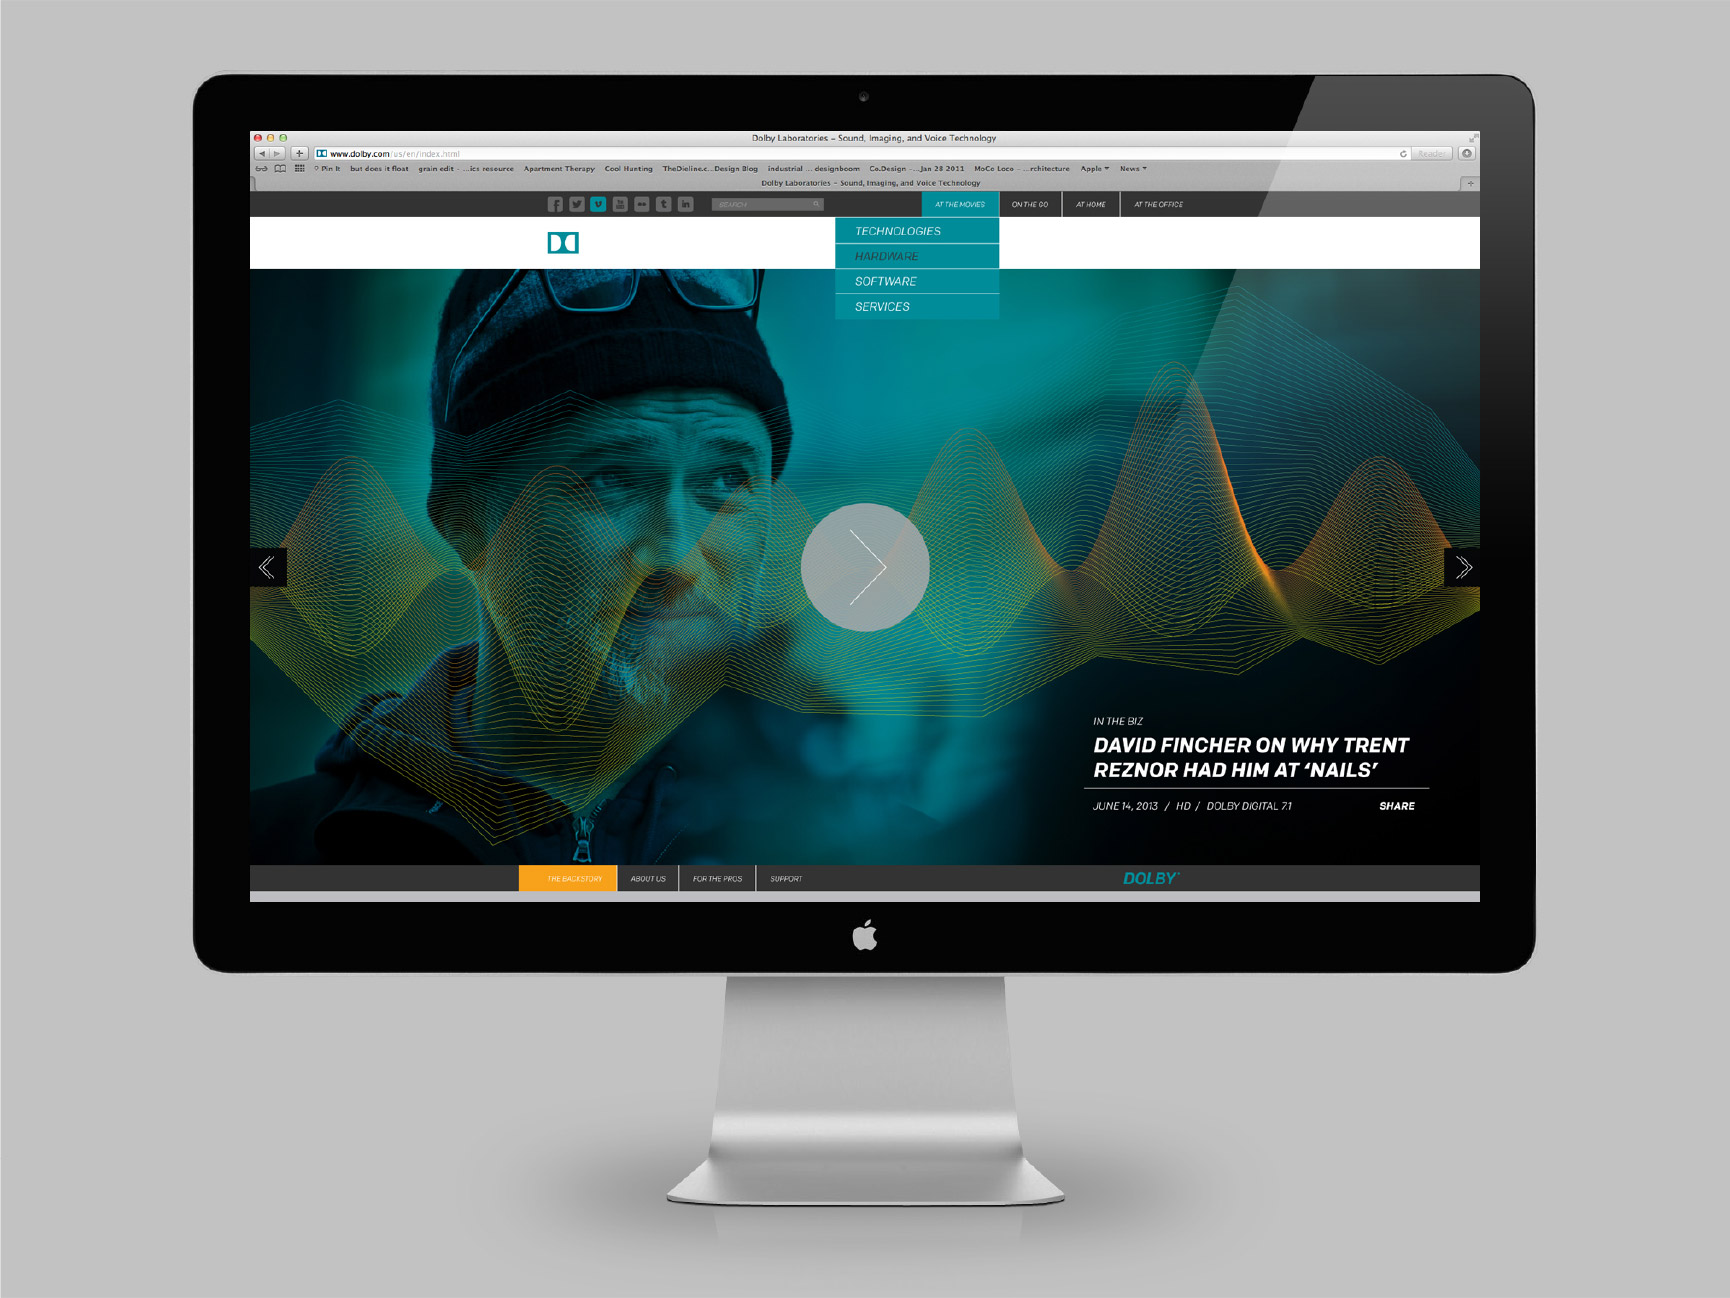 Dolby Laboratories – Sound, Imaging, and Voice Technology
www.dolby.com/us/en/index.html
Reader
Pin It but does it float grain edit - ...ics resource Apartment Therapy Cool Hunting TheDieline.c...Design Blog industrial ... designboom Co.Design -...Jan 28 2011 MoCo Loco - ...rchitecture Apple News
Dolby Laboratories – Sound, Imaging, and Voice Technology
SEARCH
AT THE MOVIES ON THE GO AT HOME AT THE OFFICE
TECHNOLOGIES
HARDWARE
SOFTWARE
SERVICES
IN THE BIZ
DAVID FINCHER ON WHY TRENT
REZNOR HAD HIM AT ‘NAILS’
JUNE 14, 2013 / HD / DOLBY DIGITAL 7.1 SHARE
THE BACKSTORY ABOUT US FOR THE PROS SUPPORT DOLBY™